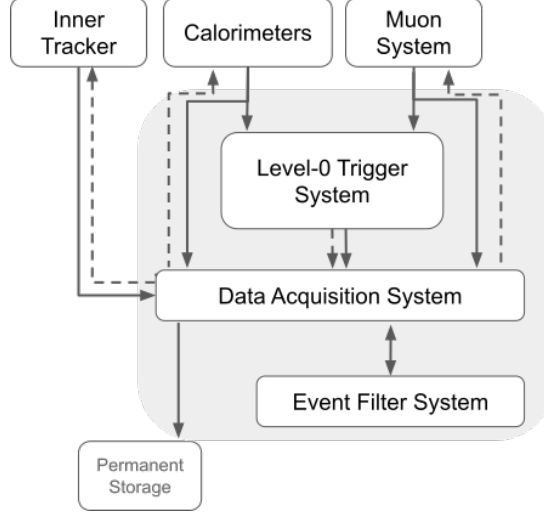 Inner
Tracker
Calorimeters
Muon
System
Level-0 Trigger
System
Data Acquisition System
Event Filter System
Permanent
Storage